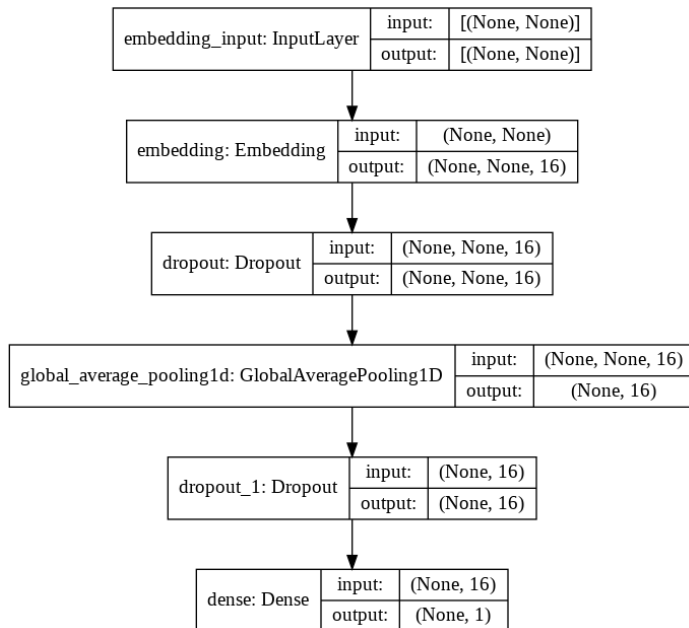 embedding_input: InputLayer input: [(None, None)]
output: [(None, None)]
embedding: Embedding input: (None, None)
output: (None, None, 16)
dropout: Dropout input: (None, None, 16)
output: (None, None, 16)
global_average_pooling1d: GlobalAveragePooling1D input: (None, None, 16)
output: (None, 16)
dropout_1: Dropout input: (None, 16)
output: (None, 16)
dense: Dense input: (None, 16)
output: (None, 1)